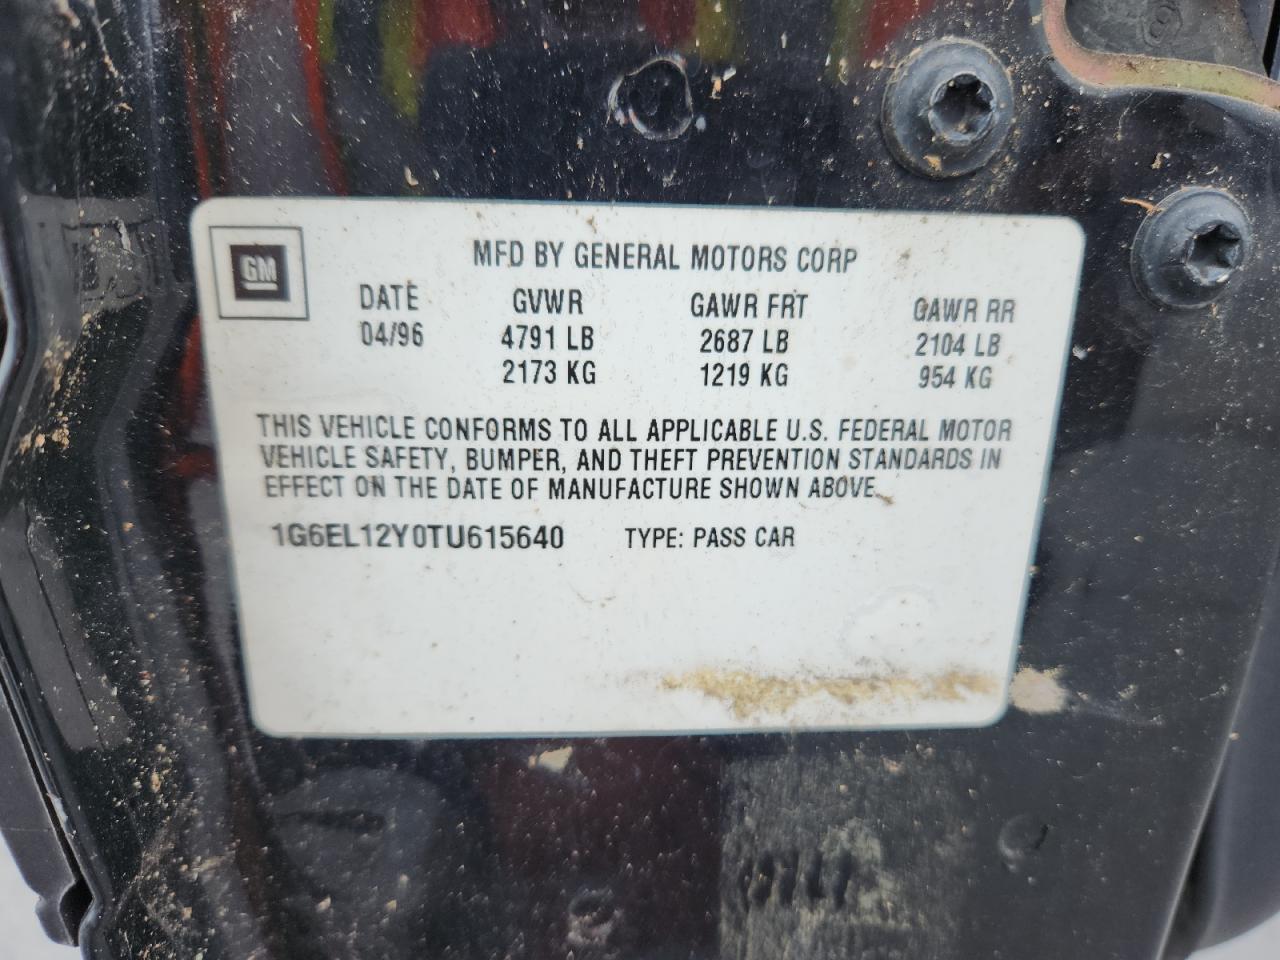 GM
MFD BY GENERAL MOTORS CORP
DATE GVWR GAWR FRT GAWR RR
04/96 4791 LB 2687 LB 2104 LB
2173 KG 1219 KG 954 KG
THIS VEHICLE CONFORMS TO ALL APPLICABLE U.S. FEDERAL MOTOR
VEHICLE SAFETY, BUMPER, AND THEFT PREVENTION STANDARDS IN
EFFECT ON THE DATE OF MANUFACTURE SHOWN ABOVE.
1G6EL12Y0TU615640 TYPE: PASS CAR